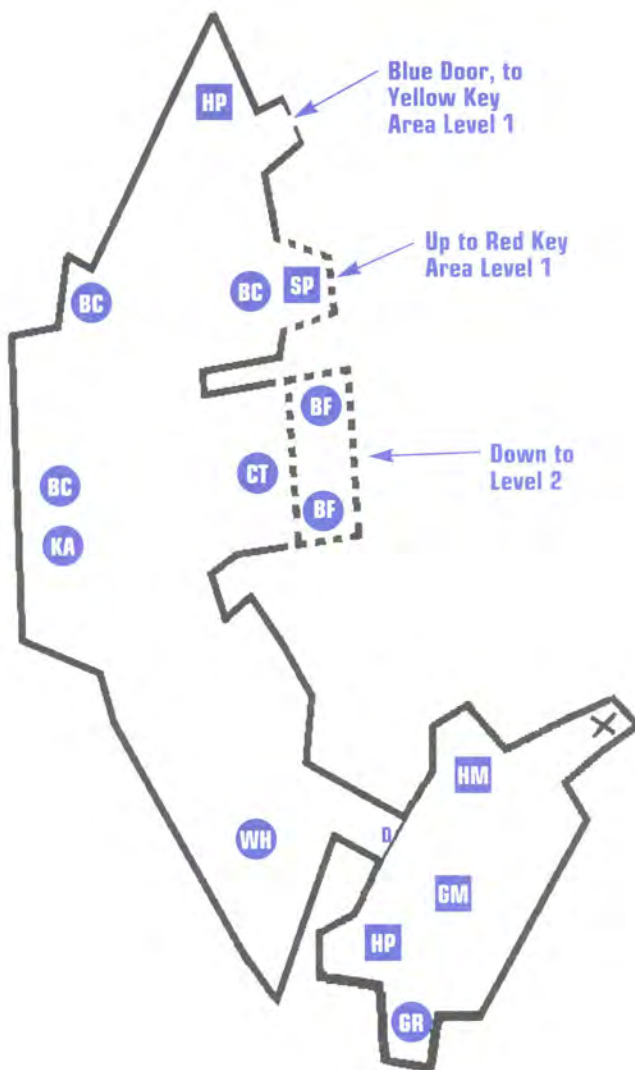 HP
Blue Door, to
Yellow Key
Area Level 1
Up to Red Key
Area Level 1
BC
BC
SP
BF
CT
Down to
Level 2
BC
BF
KA
X
HM
D
WH
GM
HP
GR